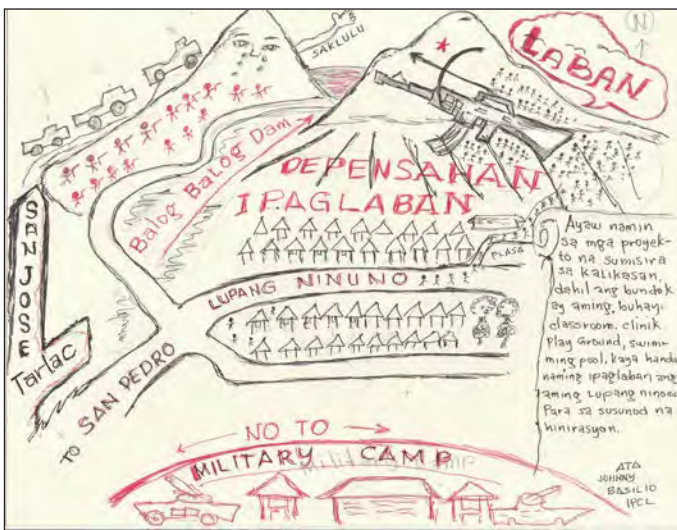 SAKLULU
N
LABAN
Balog Balog Dam
DEPENSAHAN
IPAGLABAN
SAN JOSE
Tarlac
PLASA
LUPANG NINUNO
TO SAN PEDRO
Ayaw namin
sa mga proyek-
to na sumisira
sa kalikasan,
dahil ang bundok
ay aming, buhay,
classroom. clinik
Play Ground, swim-
ming pool, kaya handa
naming ipaglaban ang
aming Lupang ninono
Para sa susunod na
hinirasyon.
NO TO
MILITARY CAMP
ATA
JOHNNY
BASILIO
IPCL